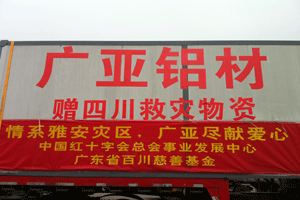 广亚铝材
赠四川救灾物资
情系雅安灾区，广亚尽献爱心
中国红十字会总会事业发展中心
广东省百川慈善基金